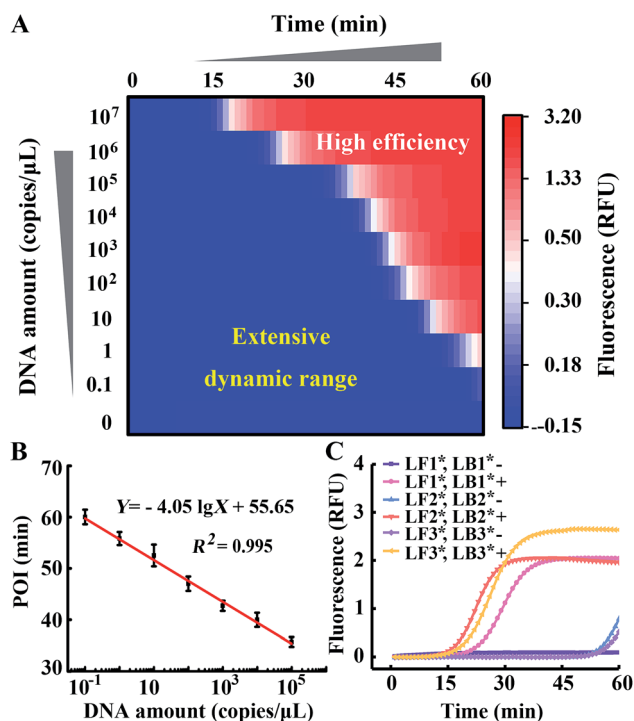 A
Time (min)
0 15 30 45 60
DNA amount (copies/μL)
10⁷
10⁶
10⁵
10⁴
10³
10²
10
1
0.1
0
High efficiency
Extensive
dynamic range
3.20
1.33
0.50
0.30
0.18
-0.15
Fluorescence (RFU)
B
POI (min)
70
60
50
40
30
Y= - 4.05 lgX + 55.65
R² = 0.995
10⁻¹ 1 10 10² 10³ 10⁴ 10⁵
DNA amount (copies/μL)
C
Fluorescence (RFU)
4
3
2
1
0
LF1*, LB1*-
LF1*, LB1*+
LF2*, LB2*-
LF2*, LB2*+
LF3*, LB3*-
LF3*, LB3*+
0 15 30 45 60
Time (min)